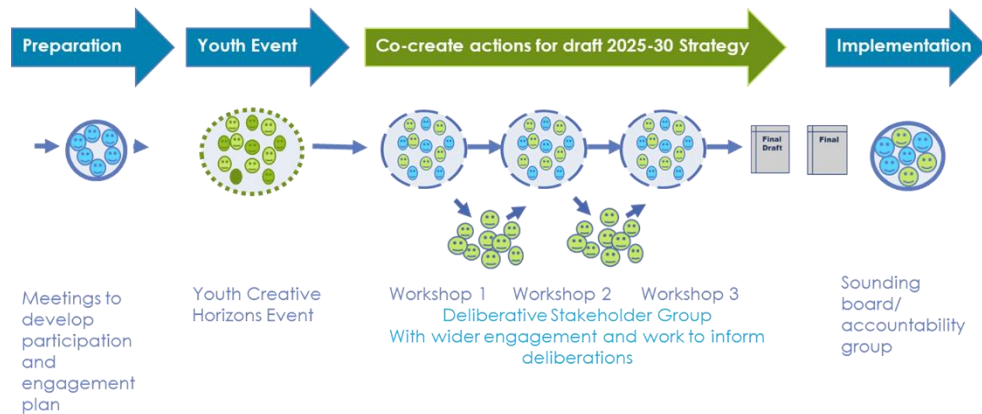 Preparation
Youth Event
Co-create actions for draft 2025-30 Strategy
Implementation
Final
Draft
Final
Meetings to
develop
participation
and
engagement
plan
Youth Creative
Horizons Event
Workshop 1
Workshop 2
Workshop 3
Deliberative Stakeholder Group
With wider engagement and work to inform
deliberations
Sounding
board/
accountability
group